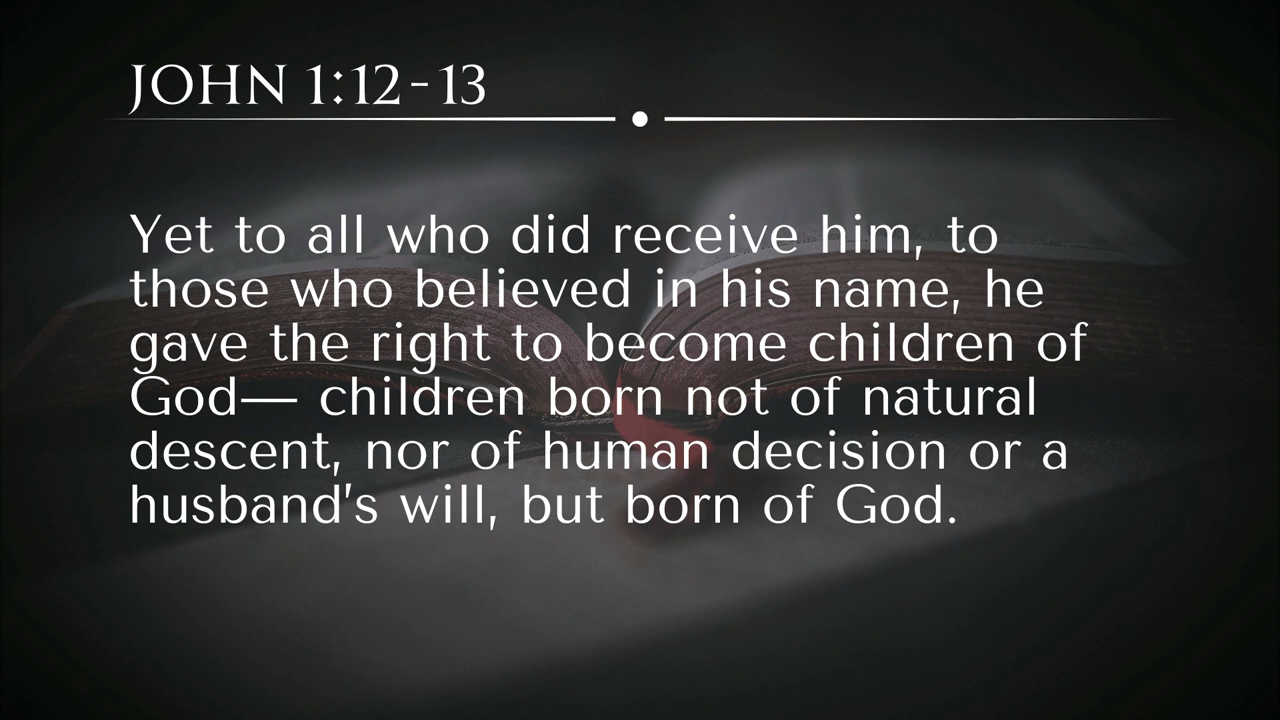 JOHN 1:12-13
Yet to all who did receive him, to
those who believed in his name, he
gave the right to become children of
God— children born not of natural
descent, nor of human decision or a
husband's will, but born of God.